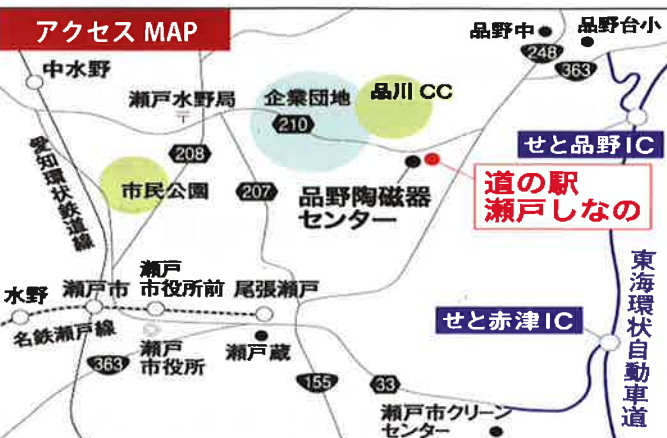 アクセス MAP
品野中
品野台小
248
363
中水野
瀬戸水野局
〒
企業団地
品川 CC
210
せと品野IC
愛知環状鉄道線
208
市民公園
207
品野陶磁器
センター
道の駅
瀬戸しなの
水野
瀬戸市
瀬戸
市役所前
尾張瀬戸
東海環状自動車道
名鉄瀬戸線
瀬戸
市役所
瀬戸蔵
せと赤津IC
363
155
33
瀬戸市クリーン
センター